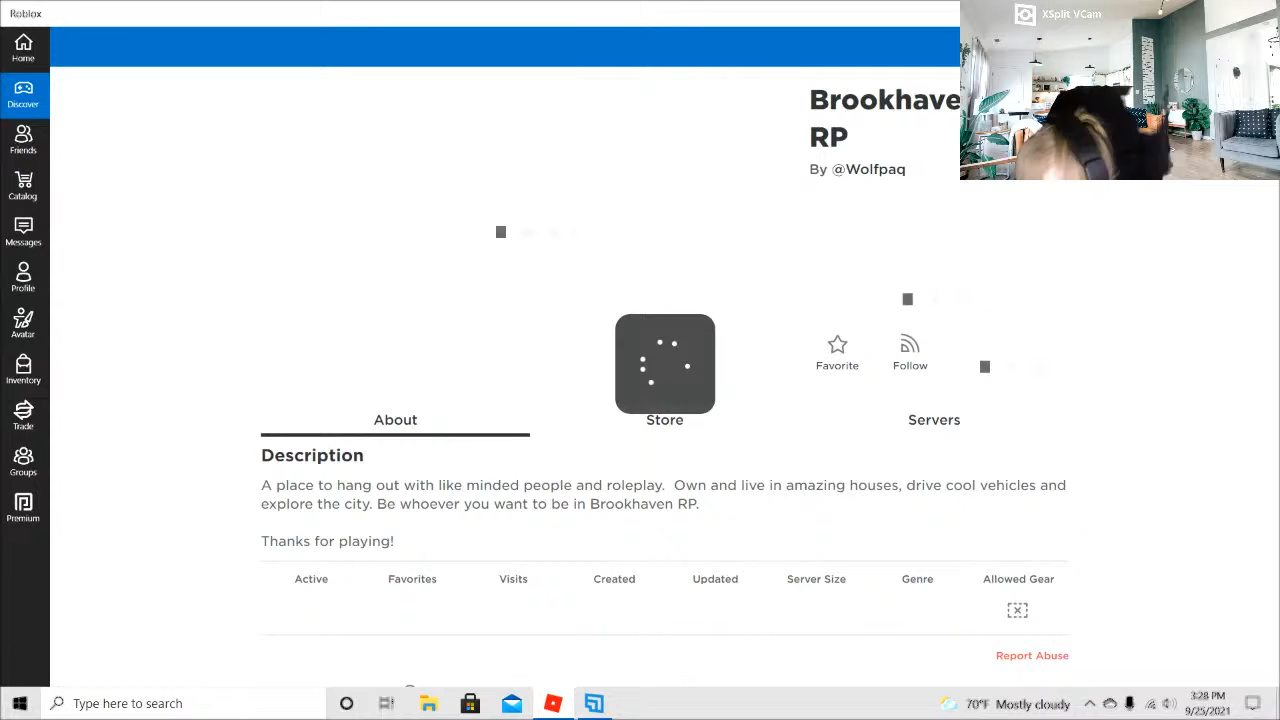 Roblox
XSplit VCam
Home
Discover
Friends
Catalog
Messages
Profile
Avatar
Inventory
Trade
Groups
Premium
Brookhave
RP
By @Wolfpaq
Favorite
Follow
About
Store
Servers
Description
A place to hang out with like minded people and roleplay. Own and live in amazing houses, drive cool vehicles and
explore the city. Be whoever you want to be in Brookhaven RP.
Thanks for playing!
Active Favorites Visits Created Updated Server Size Genre Allowed Gear
Report Abuse
Type here to search
70°F Mostly cloudy
3:28 PM
9/25/2021